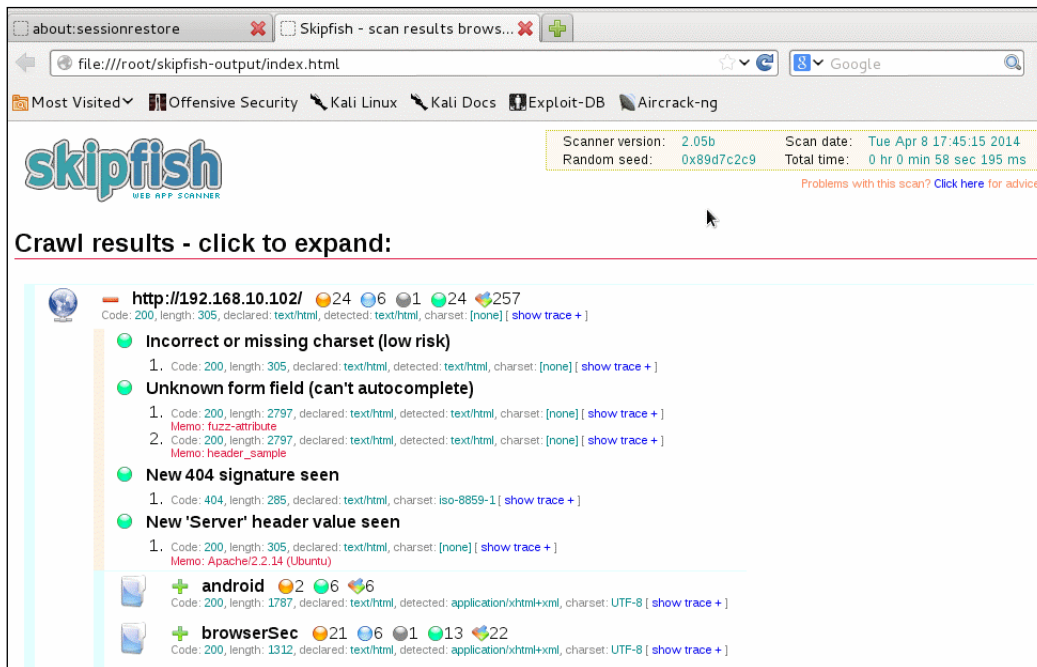 about:sessionrestore
Skipfish - scan results brows...
file:///root/skipfish-output/index.html
8
Google
Most Visited
Offensive Security
Kali Linux
Kali Docs
Exploit-DB
Aircrack-ng
skipfish
WEB APP SCANNER
Scanner version: 2.05b Scan date: Tue Apr 8 17:45:15 2014
Random seed: 0x89d7c2c9 Total time: 0 hr 0 min 58 sec 195 ms
Problems with this scan? Click here for advice
Crawl results - click to expand:
http://192.168.10.102/ 24 6 1 24 257
Code: 200, length: 305, declared: text/html, detected: text/html, charset: [none] [ show trace + ]
Incorrect or missing charset (low risk)
1. Code: 200, length: 305, declared: text/html, detected: text/html, charset: [none] [ show trace + ]
Unknown form field (can't autocomplete)
1. Code: 200, length: 2797, declared: text/html, detected: text/html, charset: [none] [ show trace + ]
Memo: fuzz-attribute
2. Code: 200, length: 2797, declared: text/html, detected: text/html, charset: [none] [ show trace + ]
Memo: header_sample
New 404 signature seen
1. Code: 404, length: 285, declared: text/html, charset: iso-8859-1 [ show trace + ]
New 'Server' header value seen
1. Code: 200, length: 305, declared: text/html, charset: [none] [ show trace + ]
Memo: Apache/2.2.14 (Ubuntu)
android 2 6 6
Code: 200, length: 1787, declared: text/html, detected: application/xhtml+xml, charset: UTF-8 [ show trace + ]
browserSec 21 6 1 13 22
Code: 200, length: 1312, declared: text/html, detected: application/xhtml+xml, charset: UTF-8 [ show trace + ]